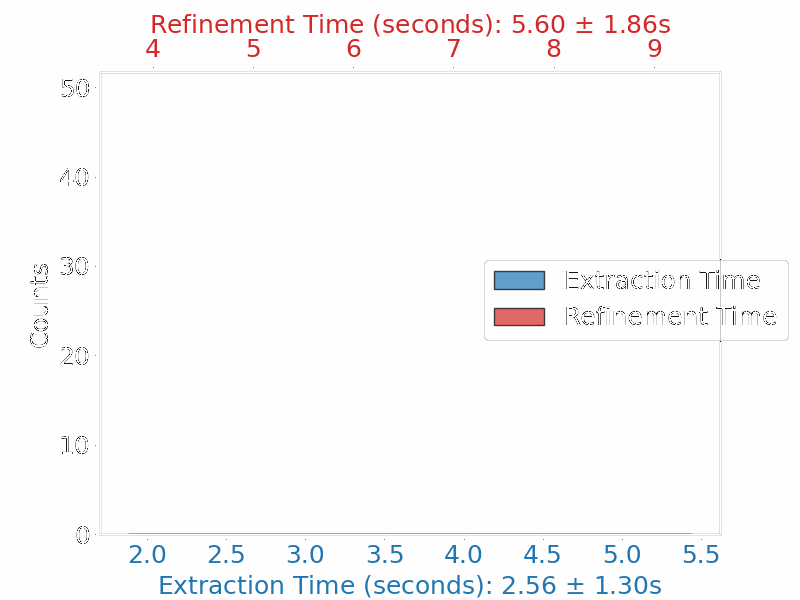 Refinement Time (seconds): 5.60 ± 1.86s
4 5 6 7 8 9
50
40
30
20
10
0
Counts
Extraction Time
Refinement Time
2.0 2.5 3.0 3.5 4.0 4.5 5.0 5.5
Extraction Time (seconds): 2.56 ± 1.30s